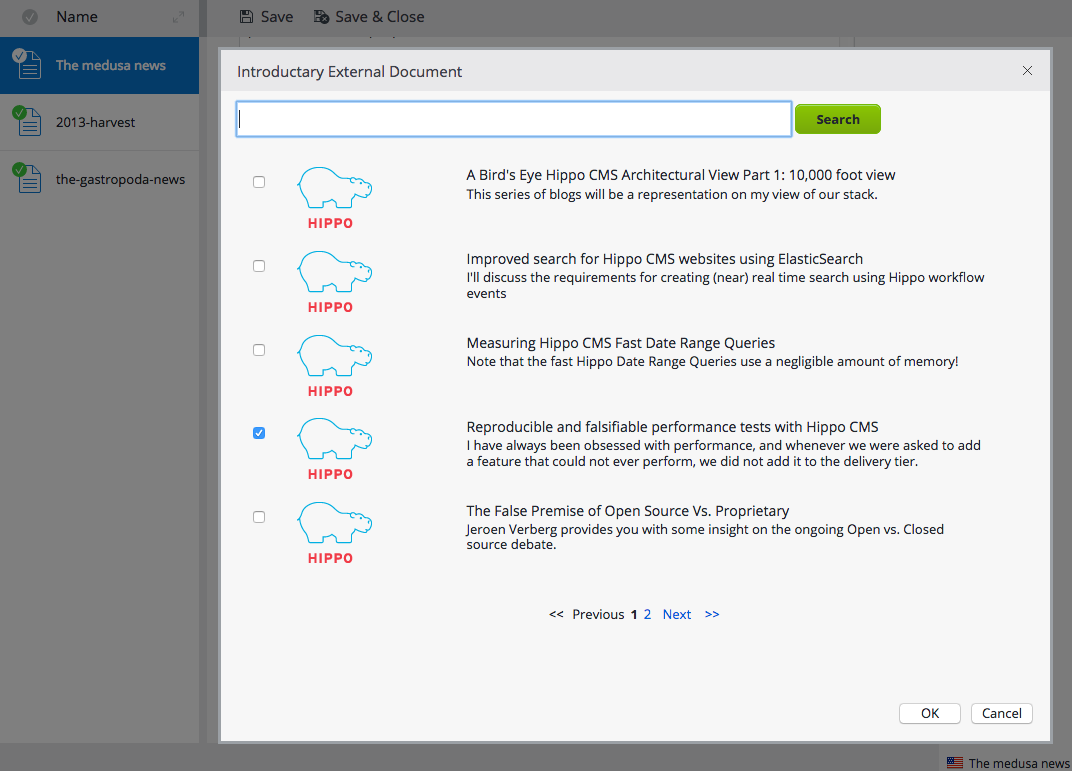 Name
Save
Save & Close
The medusa news
2013-harvest
the-gastropoda-news
Introductary External Document
Search
A Bird's Eye Hippo CMS Architectural View Part 1: 10,000 foot view
This series of blogs will be a representation on my view of our stack.
HIPPO
Improved search for Hippo CMS websites using ElasticSearch
I'll discuss the requirements for creating (near) real time search using Hippo workflow
events
HIPPO
Measuring Hippo CMS Fast Date Range Queries
Note that the fast Hippo Date Range Queries use a negligible amount of memory!
HIPPO
Reproducible and falsifiable performance tests with Hippo CMS
I have always been obsessed with performance, and whenever we were asked to add
a feature that could not ever perform, we did not add it to the delivery tier.
HIPPO
The False Premise of Open Source Vs. Proprietary
Jeroen Verberg provides you with some insight on the ongoing Open vs. Closed
source debate.
HIPPO
<< Previous 1 2 Next >>
OK
Cancel
The medusa news